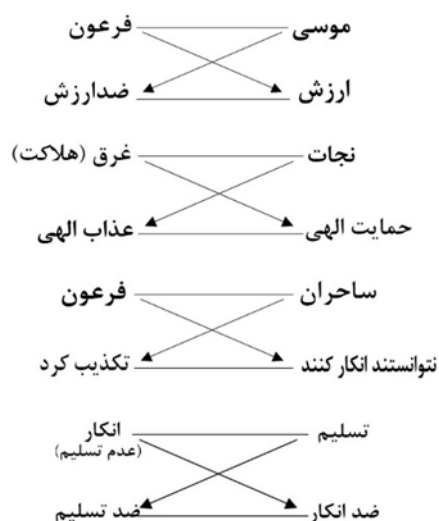 موسی فرعون
ارزش ضدارزش
نجات غرق (هلاکت)
حمایت الهی عذاب الهی
ساحران فرعون
نتوانستند انکار کنند تکذیب کرد
تسلیم انکار
(عدم تسلیم)
ضد انکار ضد تسلیم